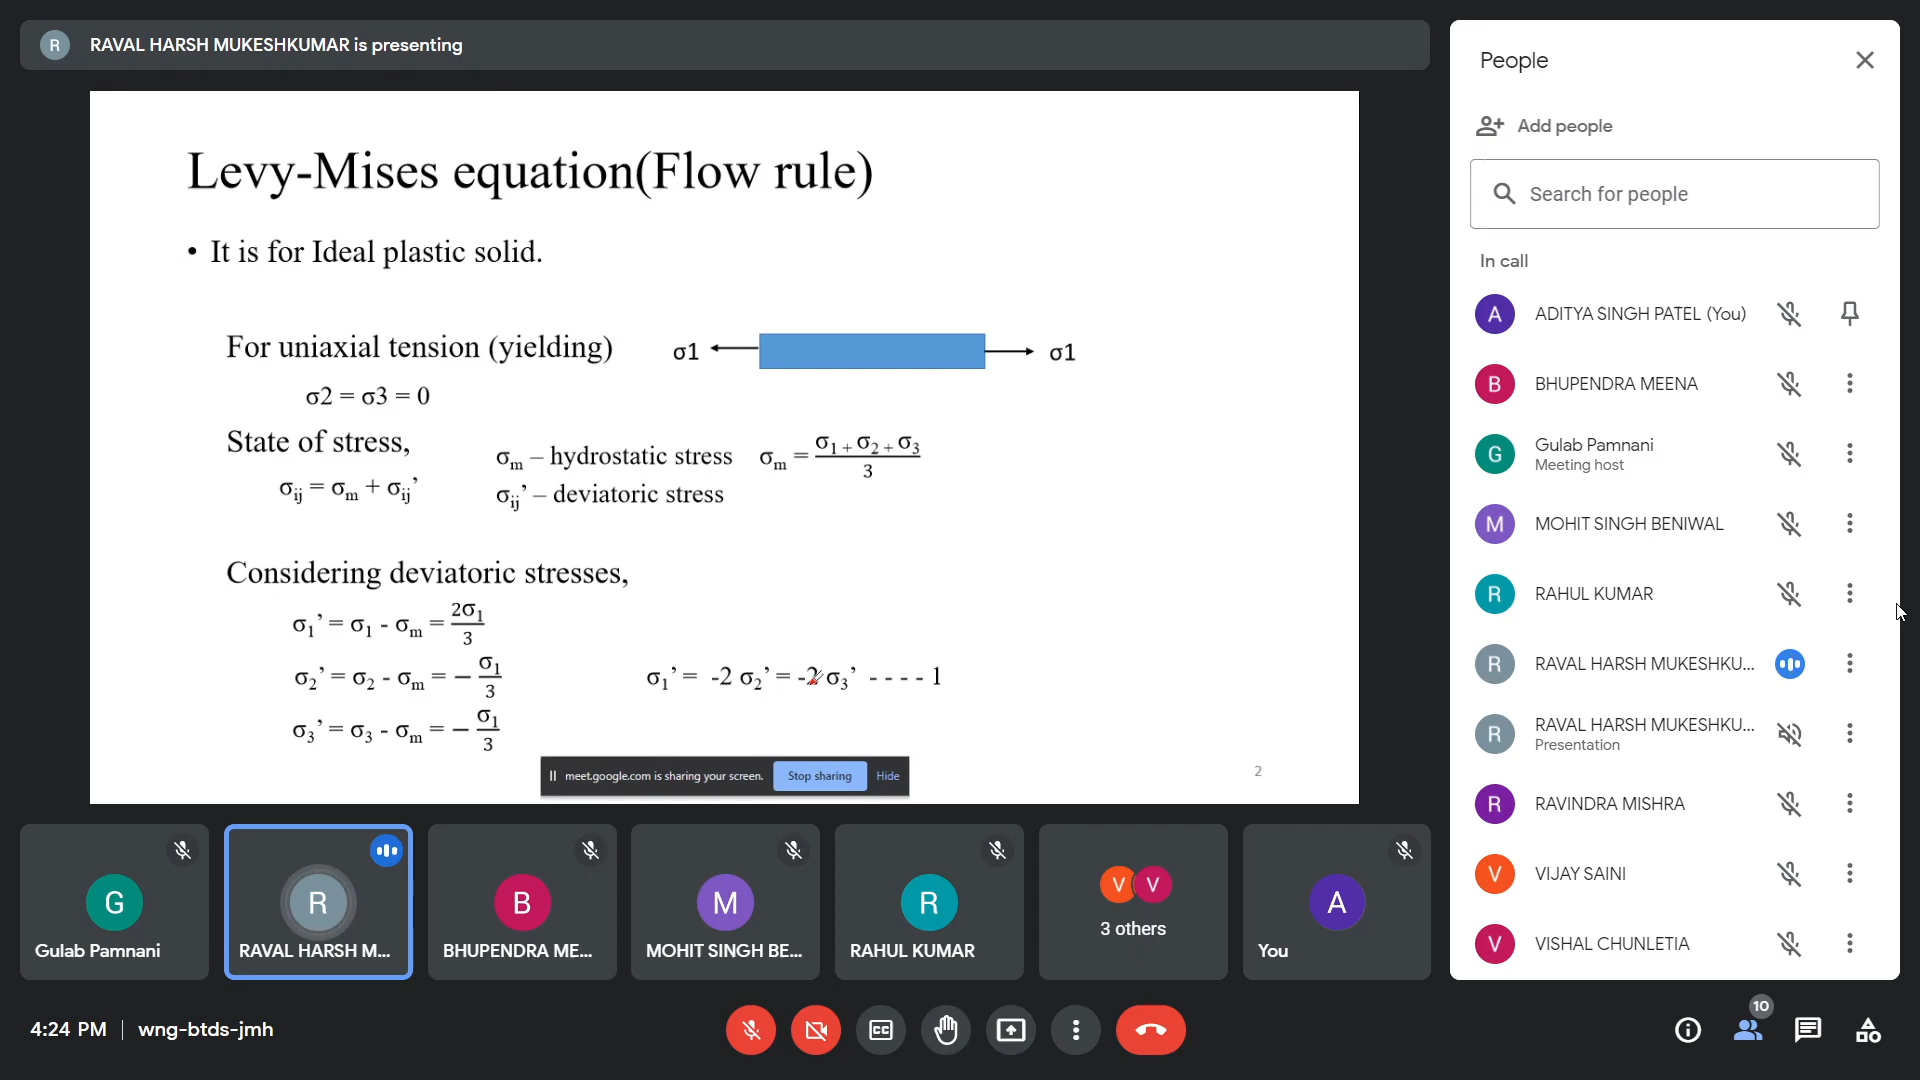 R RAVAL HARSH MUKESHKUMAR is presenting
Levy-Mises equation(Flow rule)
• It is for Ideal plastic solid.
For uniaxial tension (yielding)
σ1 σ1
σ2 = σ3 = 0
State of stress,
σij = σm + σij’
σm – hydrostatic stress σm = σ1 + σ2 + σ3 / 3
σij’ – deviatoric stress
Considering deviatoric stresses,
σ1’ = σ1 - σm = 2σ1 / 3
σ2’ = σ2 - σm = − σ1 / 3
σ3’ = σ3 - σm = − σ1 / 3
σ1’ = -2 σ2’ = -2 σ3’ - - - - 1
meet.google.com is sharing your screen. Stop sharing Hide
2
G
Gulab Pamnani
R
RAVAL HARSH M...
B
BHUPENDRA ME...
M
MOHIT SINGH BE...
R
RAHUL KUMAR
V V
3 others
A
You
4:24 PM | wng-btds-jmh
CC
10
People
Add people
Search for people
In call
A ADITYA SINGH PATEL (You)
B BHUPENDRA MEENA
G Gulab Pamnani
Meeting host
M MOHIT SINGH BENIWAL
R RAHUL KUMAR
R RAVAL HARSH MUKESHKU...
R RAVAL HARSH MUKESHKU...
Presentation
R RAVINDRA MISHRA
V VIJAY SAINI
V VISHAL CHUNLETIA